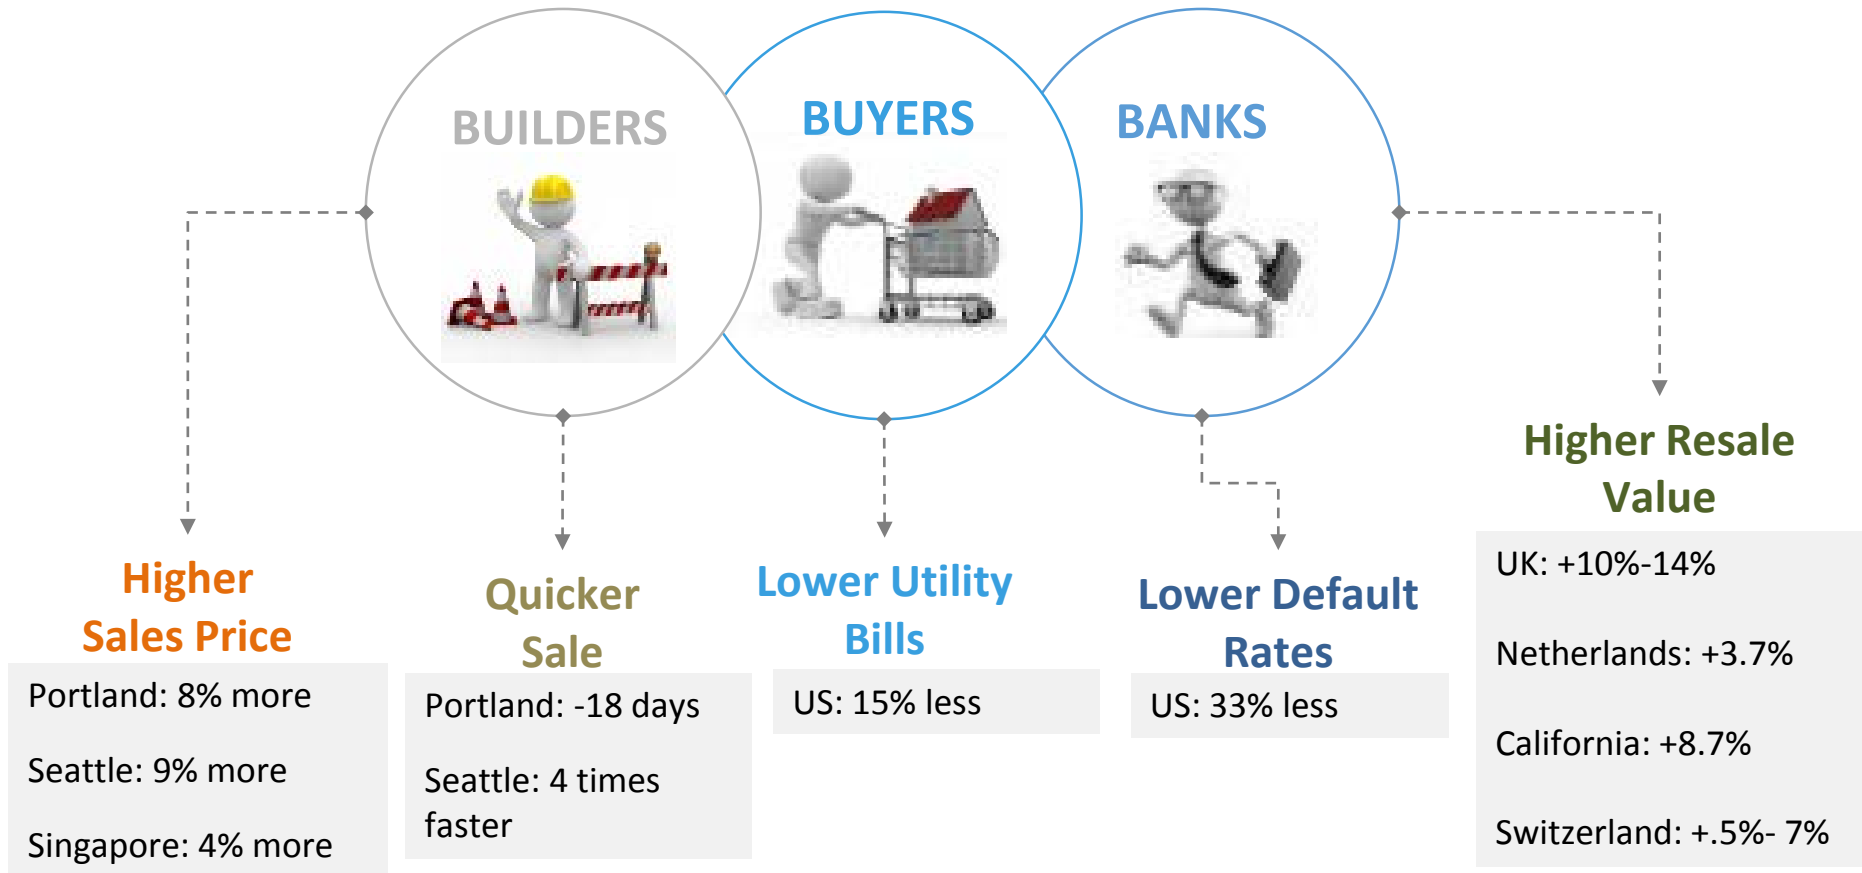 BUILDERS
BUYERS
BANKS
Higher
Sales Price
Portland: 8% more
Seattle: 9% more
Singapore: 4% more
Quicker
Sale
Portland: -18 days
Seattle: 4 times
faster
Lower Utility
Bills
US: 15% less
Lower Default
Rates
US: 33% less
Higher Resale
Value
UK: +10%-14%
Netherlands: +3.7%
California: +8.7%
Switzerland: +.5%- 7%